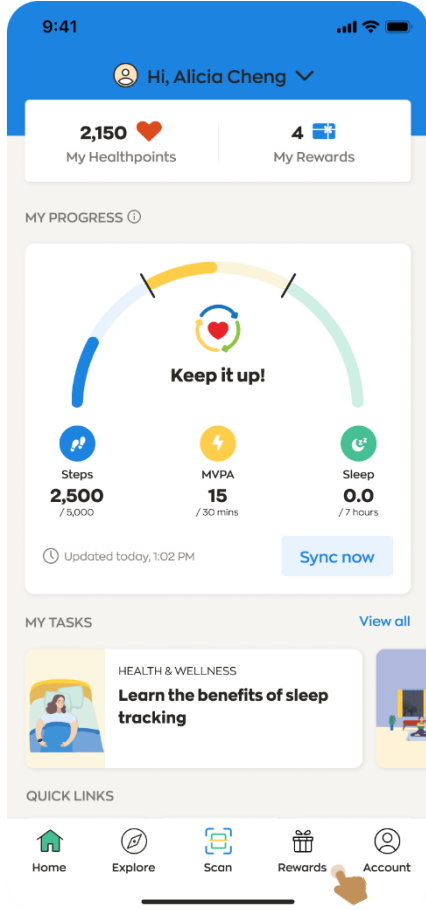 9:41
Hi, Alicia Cheng
2,150
My Healthpoints
4
My Rewards
MY PROGRESS
Keep it up!
Steps
2,500
/ 5,000
MVPA
15
/ 30 mins
Sleep
0.0
/ 7 hours
Updated today, 1:02 PM
Sync now
MY TASKS
View all
HEALTH & WELLNESS
Learn the benefits of sleep
tracking
QUICK LINKS
Home
Explore
Scan
Rewards
Account